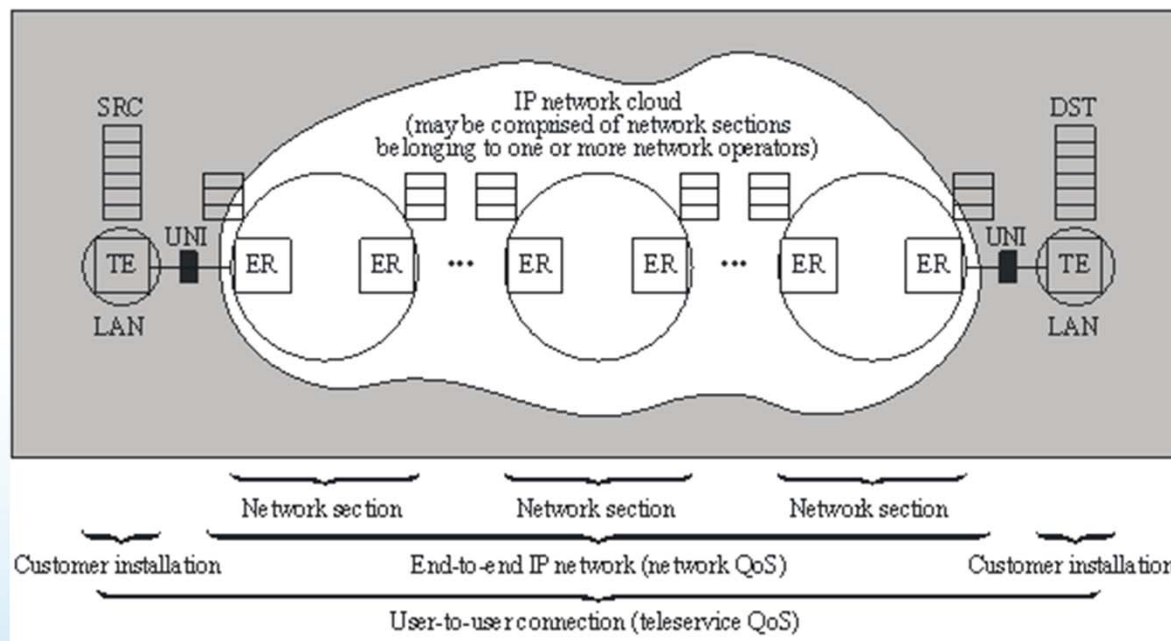 IP network cloud
(may be comprised of network sections
belonging to one or more network operators)
SRC
DST
UNI
UNI
TE
ER
ER
...
ER
ER
...
ER
ER
TE
LAN
LAN
Network section
Network section
Network section
Customer installation
End-to-end IP network (network QoS)
Customer installation
User-to-user connection (teleservice QoS)